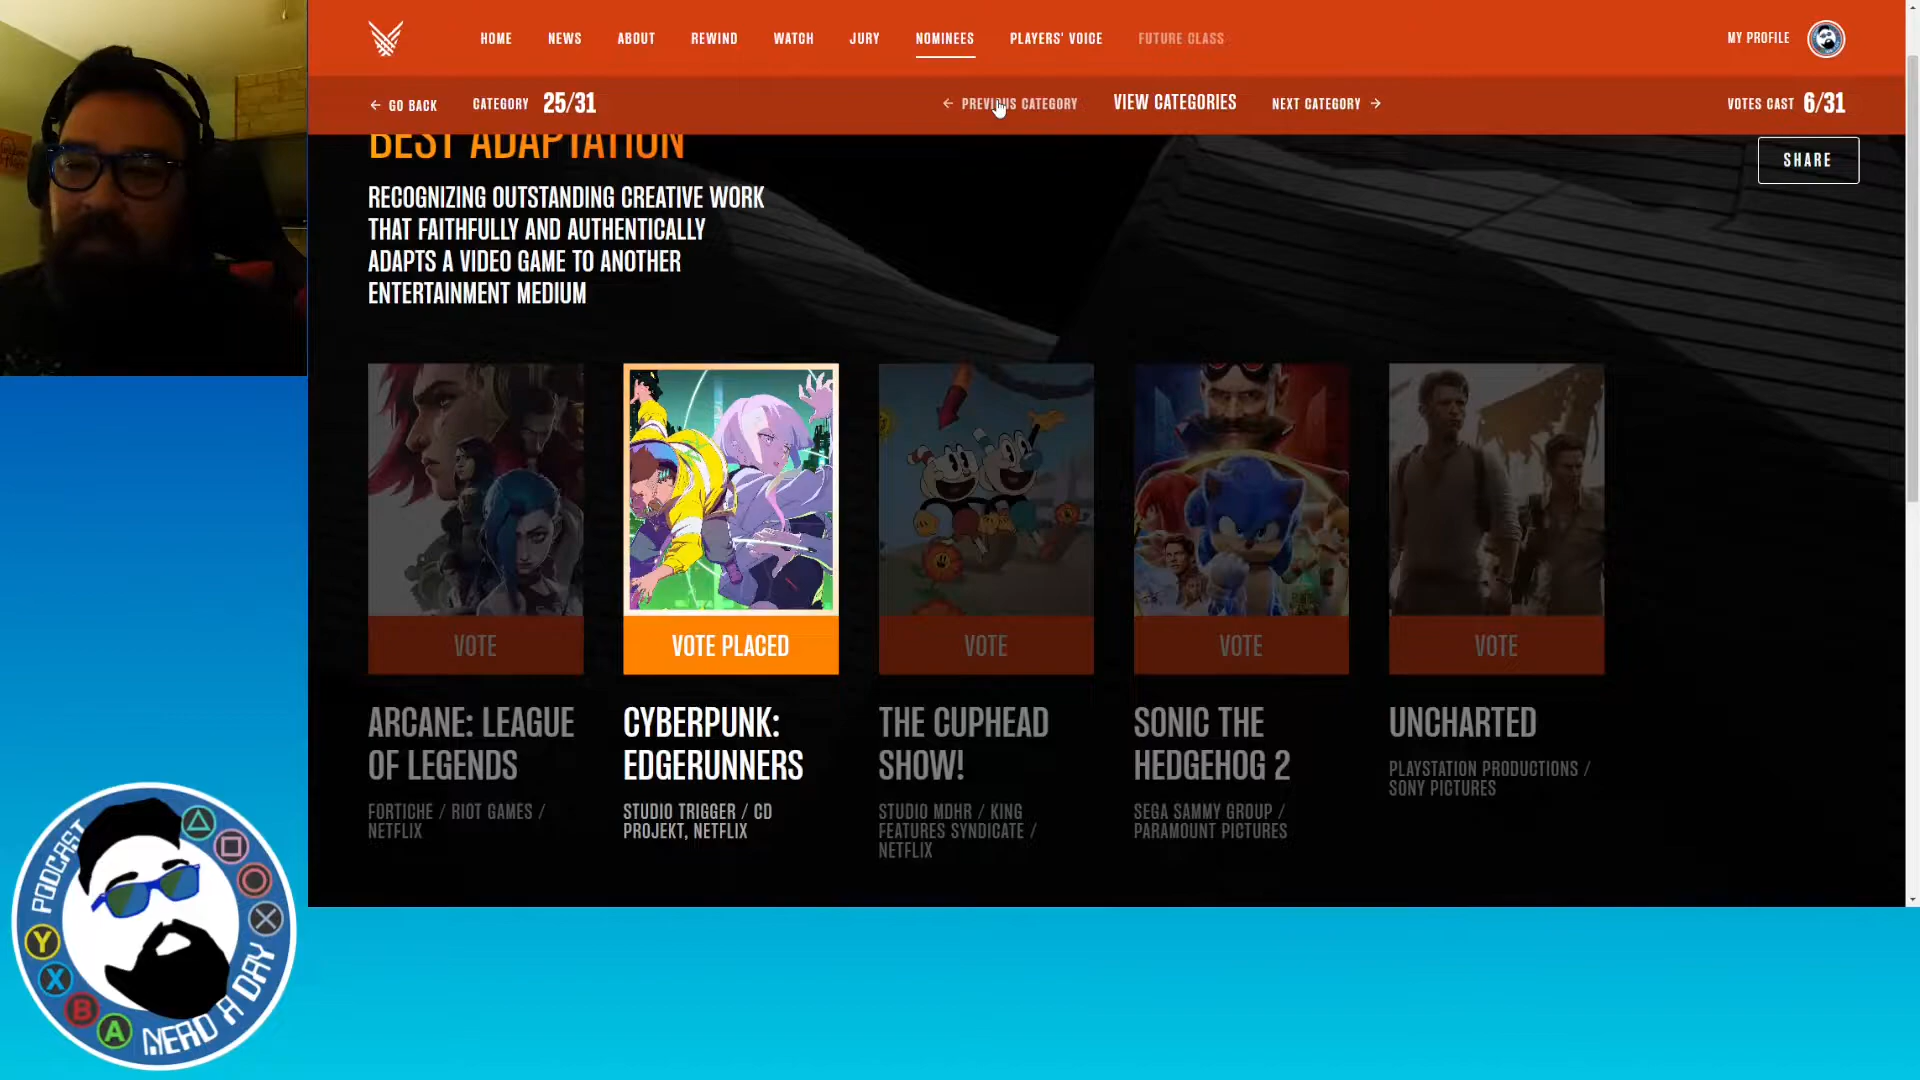 HOME NEWS ABOUT REWIND WATCH JURY NOMINEES PLAYERS' VOICE FUTURE CLASS MY PROFILE
← GO BACK CATEGORY 25/31 ← PREVIOUS CATEGORY VIEW CATEGORIES NEXT CATEGORY → VOTES CAST 6/31
BEST ADAPTATION
SHARE
RECOGNIZING OUTSTANDING CREATIVE WORK
THAT FAITHFULLY AND AUTHENTICALLY
ADAPTS A VIDEO GAME TO ANOTHER
ENTERTAINMENT MEDIUM
VOTE
ARCANE: LEAGUE
OF LEGENDS
FORTICHE / RIOT GAMES /
NETFLIX
VOTE PLACED
CYBERPUNK:
EDGERUNNERS
STUDIO TRIGGER / CD
PROJEKT, NETFLIX
VOTE
THE CUPHEAD
SHOW!
STUDIO MDHR / KING
FEATURES SYNDICATE /
NETFLIX
VOTE
SONIC THE
HEDGEHOG 2
SEGA SAMMY GROUP /
PARAMOUNT PICTURES
VOTE
UNCHARTED
PLAYSTATION PRODUCTIONS /
SONY PICTURES
PODCAST
Y
X
B
A
NERD A DAY